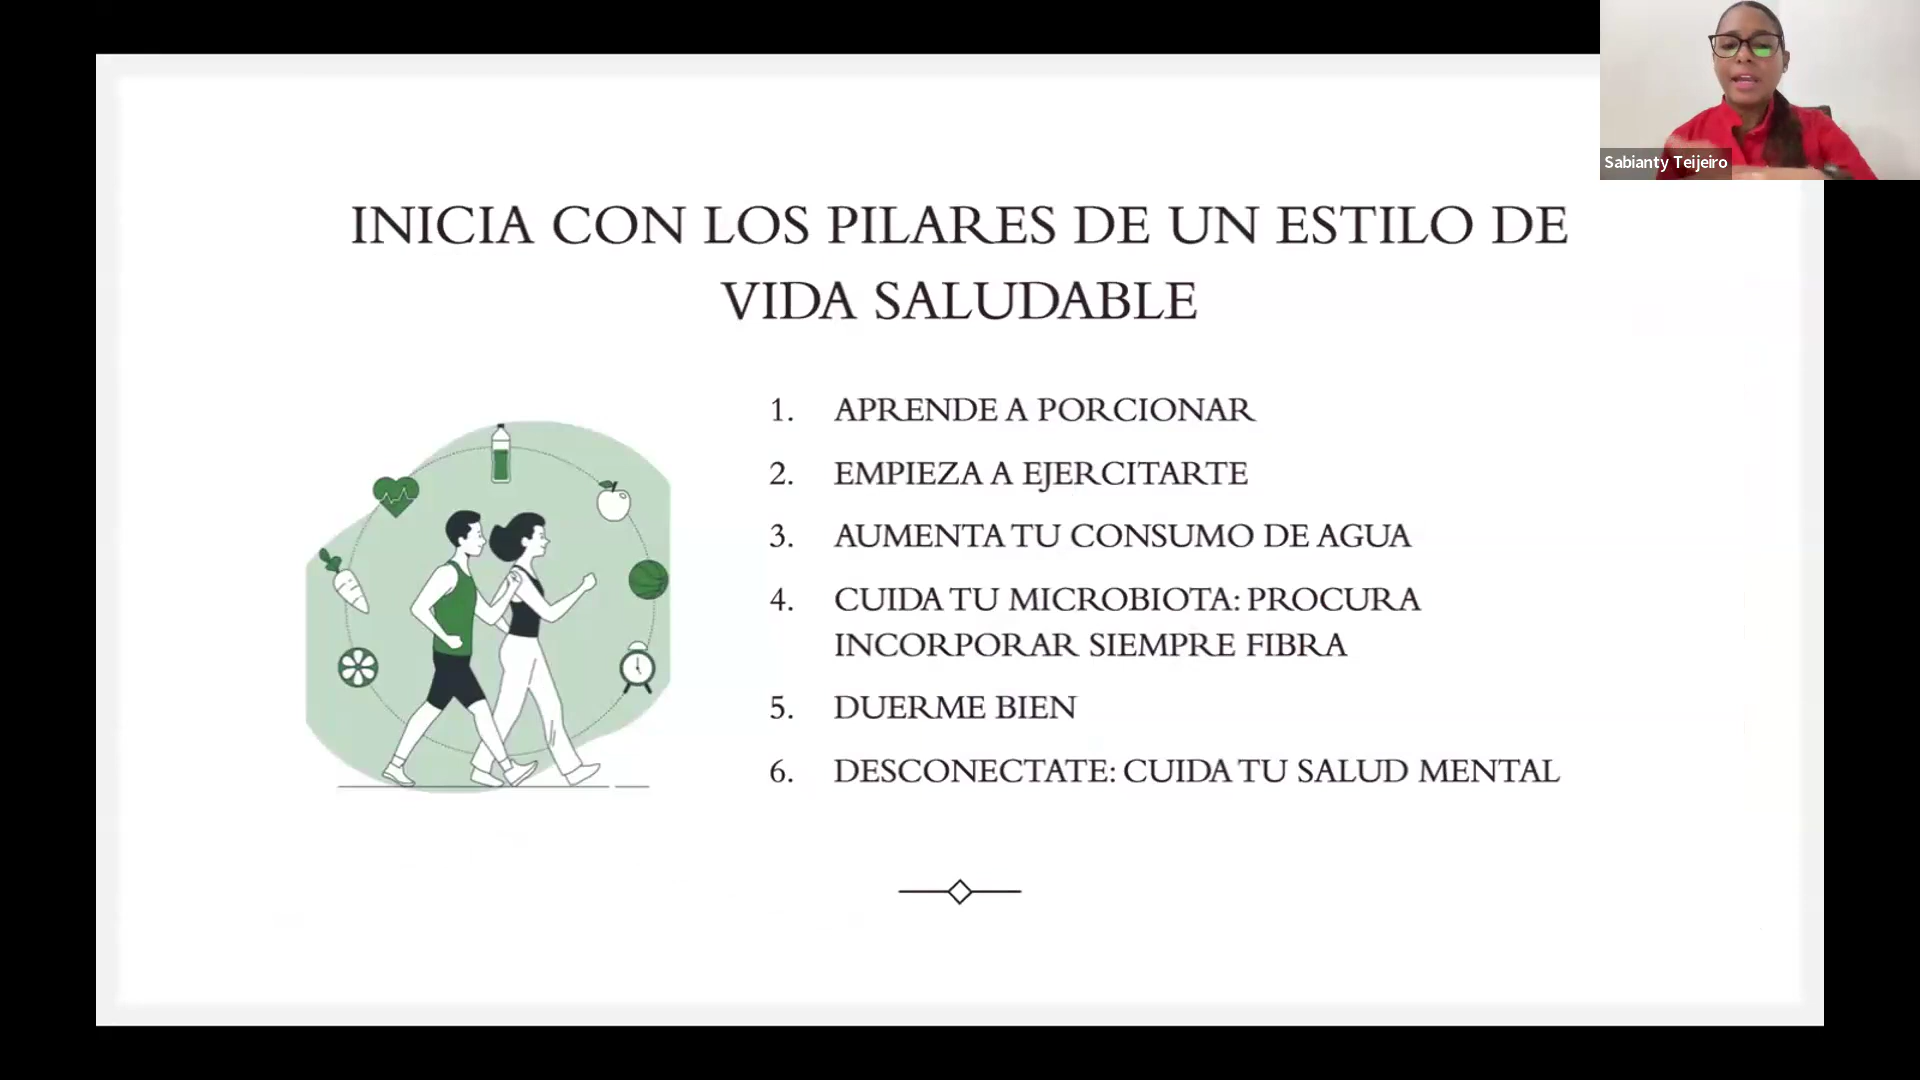 Sabianty Teijeiro
INICIA CON LOS PILARES DE UN ESTILO DE
VIDA SALUDABLE
1. APRENDE A PORCIONAR
2. EMPIEZA A EJERCITARTE
3. AUMENTA TU CONSUMO DE AGUA
4. CUIDA TU MICROBIOTA: PROCURA
INCORPORAR SIEMPRE FIBRA
5. DUERME BIEN
6. DESCONECTATE: CUIDA TU SALUD MENTAL